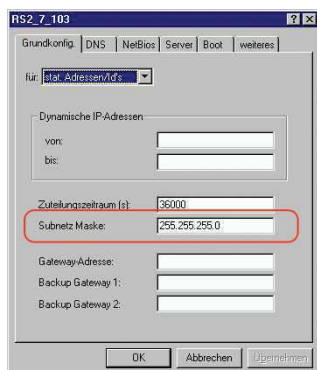 RS2_7_103
Grundkonfig. DNS NetBios Server Boot weiteres
für: stat. Adressen/Id's
Dynamische IP-Adressen
von:
bis:
Zuteilungszeitraum (s): 36000
Subnetz Maske: 255.255.255.0
Gateway-Adresse:
Backup Gateway 1:
Backup Gateway 2:
OK Abbrechen Übernehmen